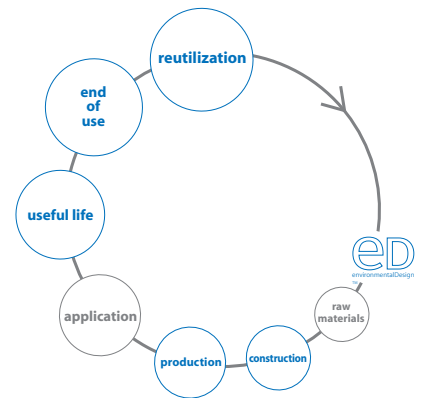 reutilization
end
of
use
useful life
application
production
construction
raw
materials
eD
environmentalDesign